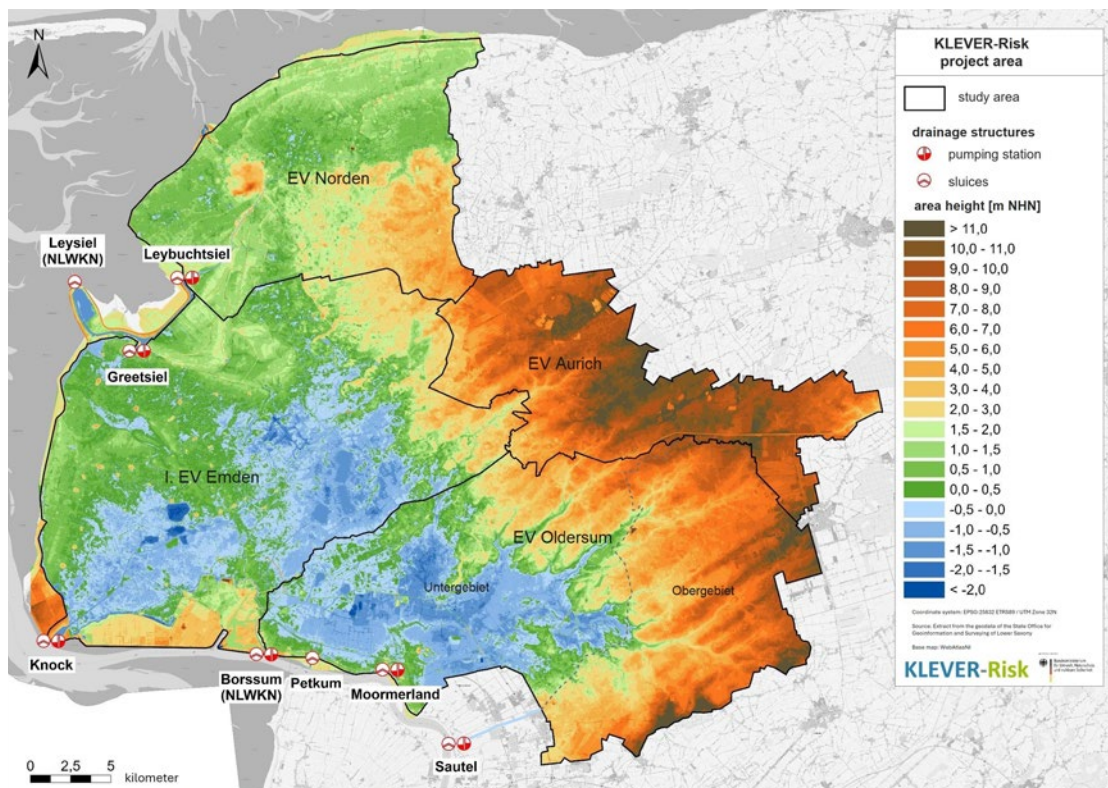 N
EV Norden
Leysiel
(NLWKN)
Leybuchtsiel
Greetsiel
EV Aurich
I. EV Emden
EV Oldersum
Untergebiet
Obergebiet
Knock
Borssum
(NLWKN)
Petkum
Moormerland
Sautel
0 2,5 5 kilometer
KLEVER-Risk
project area
study area
drainage structures
pumping station
sluices
area height [m NHN]
> 11,0
10,0 - 11,0
9,0 - 10,0
8,0 - 9,0
7,0 - 8,0
6,0 - 7,0
5,0 - 6,0
4,0 - 5,0
3,0 - 4,0
2,0 - 3,0
1,5 - 2,0
1,0 - 1,5
0,5 - 1,0
0,0 - 0,5
-0,5 - 0,0
-1,0 - -0,5
-1,5 - -1,0
-2,0 - -1,5
< -2,0
Coordinate system: EPSG:25832 ETRS89 / UTM Zone 32N
Source: Extract from the geodata of the State Office for
Geoinformation and Surveying of Lower Saxony
Base map: WebAtlasNI
KLEVER-Risk